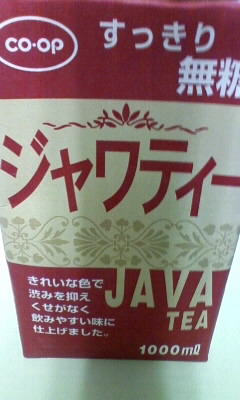 co-op
すっきり
無糖
ジャワティー
きれいな色で
渋みを抑え
くせがなく
飲みやすい味に
仕上げました。
JAVA
TEA
1000mℓ